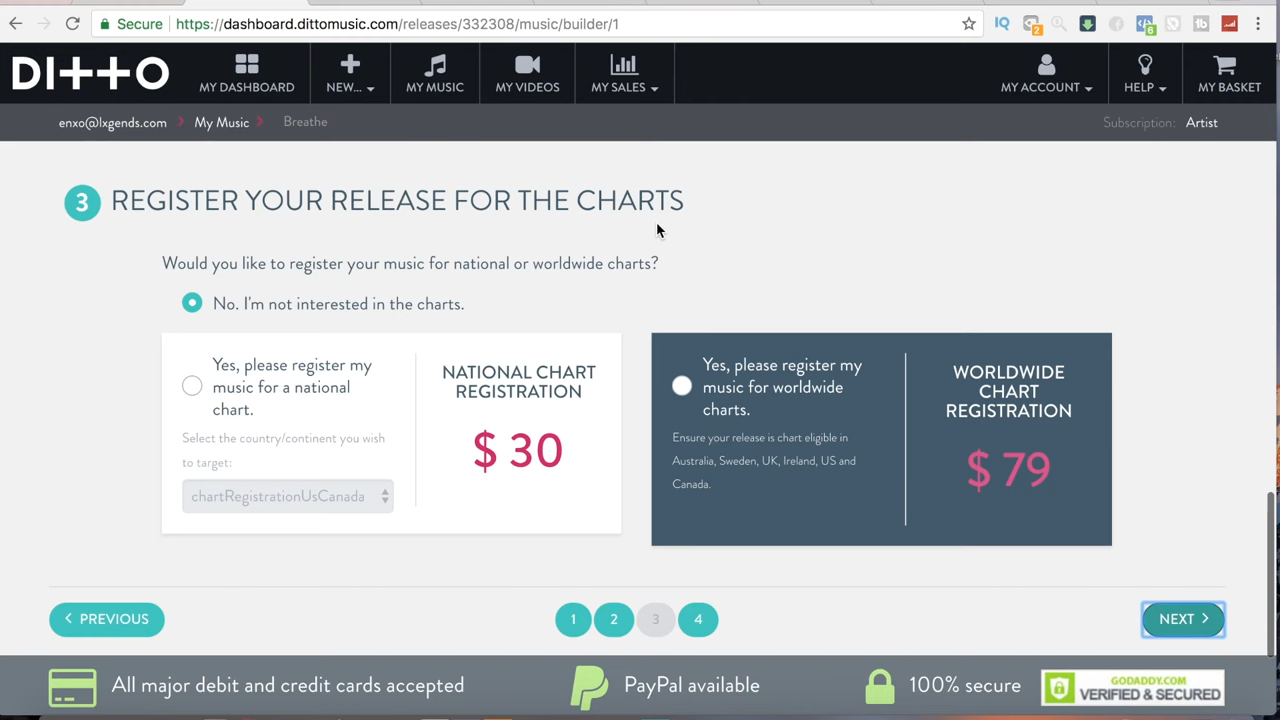 Secure https://dashboard.dittomusic.com/releases/332308/music/builder/1
IQ 2 6
DITTO MY DASHBOARD NEW... MY MUSIC MY VIDEOS MY SALES MY ACCOUNT HELP MY BASKET
enxo@lxgends.com My Music Breathe Subscription: Artist
3 REGISTER YOUR RELEASE FOR THE CHARTS
Would you like to register your music for national or worldwide charts?
No. I'm not interested in the charts.
Yes, please register my
music for a national
chart.
Select the country/continent you wish
to target:
chartRegistrationUsCanada
NATIONAL CHART
REGISTRATION
$ 30
Yes, please register my
music for worldwide
charts.
Ensure your release is chart eligible in
Australia, Sweden, UK, Ireland, US and
Canada.
WORLDWIDE
CHART
REGISTRATION
$ 79
PREVIOUS 1 2 3 4 NEXT
All major debit and credit cards accepted PayPal available 100% secure
GODADDY.COM
VERIFIED & SECURED